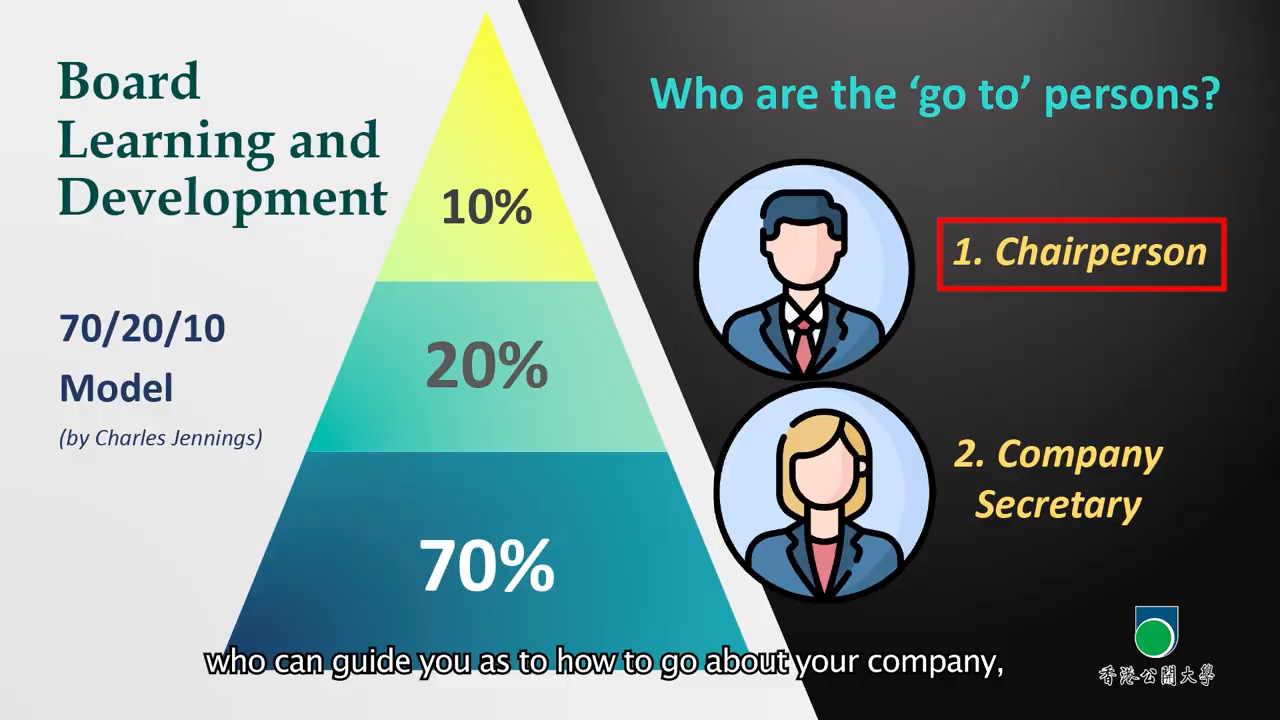 Board
Learning and
Development
70/20/10
Model
(by Charles Jennings)
10%
20%
70%
Who are the ‘go to’ persons?
1. Chairperson
2. Company
Secretary
who can guide you as to how to go about your company,
香港公開大學